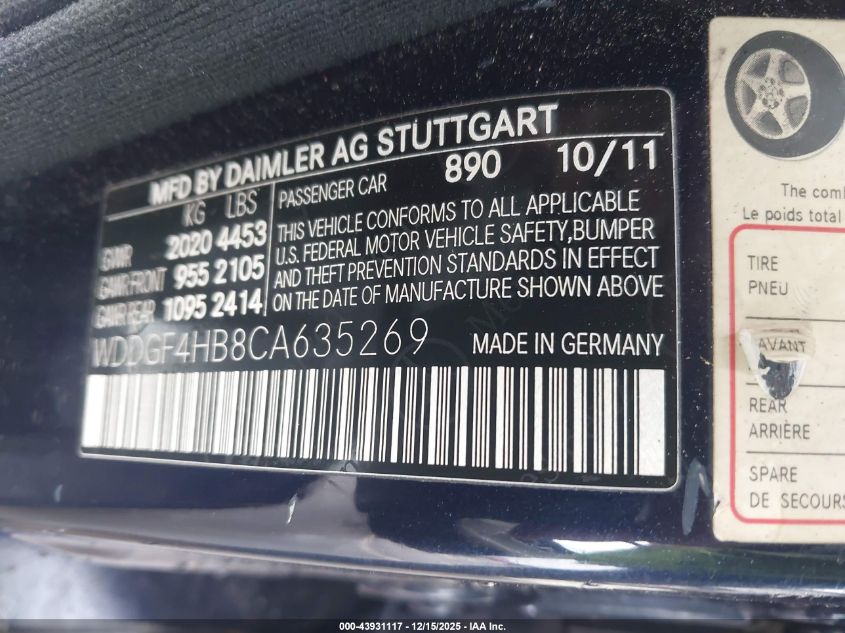 MFD BY DAIMLER AG STUTTGART
KG LBS
GVWR 2020 4453
GAWR FRONT 955 2105
GAWR REAR 1095 2414
PASSENGER CAR 890 10/11
THIS VEHICLE CONFORMS TO ALL APPLICABLE
U.S. FEDERAL MOTOR VEHICLE SAFETY,BUMPER
AND THEFT PREVENTION STANDARDS IN EFFECT
ON THE DATE OF MANUFACTURE SHOWN ABOVE
WDDGF4HB8CA635269 MADE IN GERMANY
The comb
Le poids total
TIRE
PNEU
AVANT
REAR
ARRIÈRE
SPARE
DE SECOURS
000-43931117 - 12/15/2025 - IAA Inc.